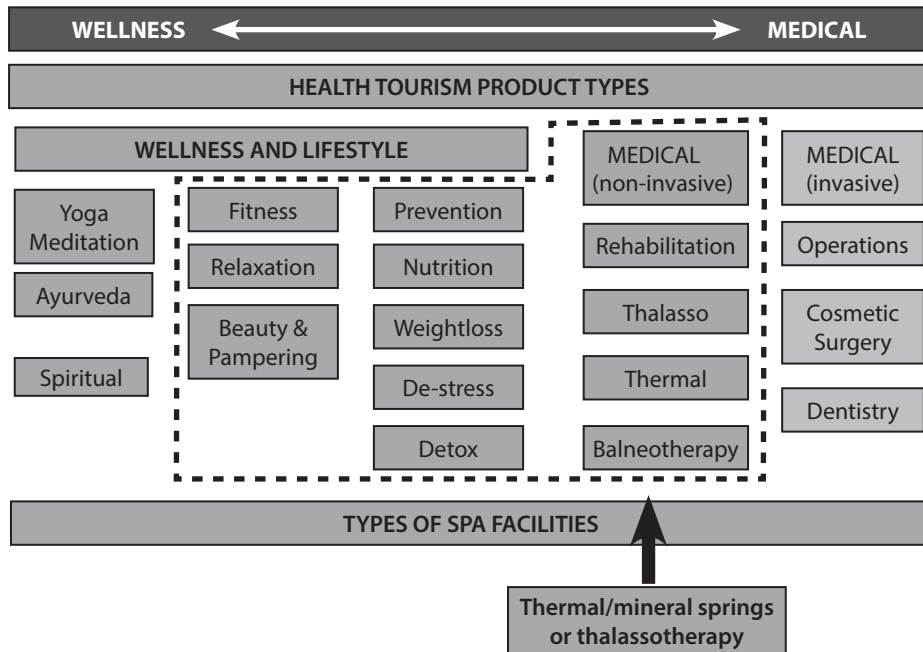 WELLNESS
MEDICAL
HEALTH TOURISM PRODUCT TYPES
WELLNESS AND LIFESTYLE
Yoga
Meditation
Ayurveda
Spiritual
Fitness
Relaxation
Beauty &
Pampering
Prevention
Nutrition
Weightloss
De-stress
Detox
MEDICAL
(non-invasive)
Rehabilitation
Thalasso
Thermal
Balneotherapy
MEDICAL
(invasive)
Operations
Cosmetic
Surgery
Dentistry
TYPES OF SPA FACILITIES
Thermal/mineral springs
or thalassotherapy